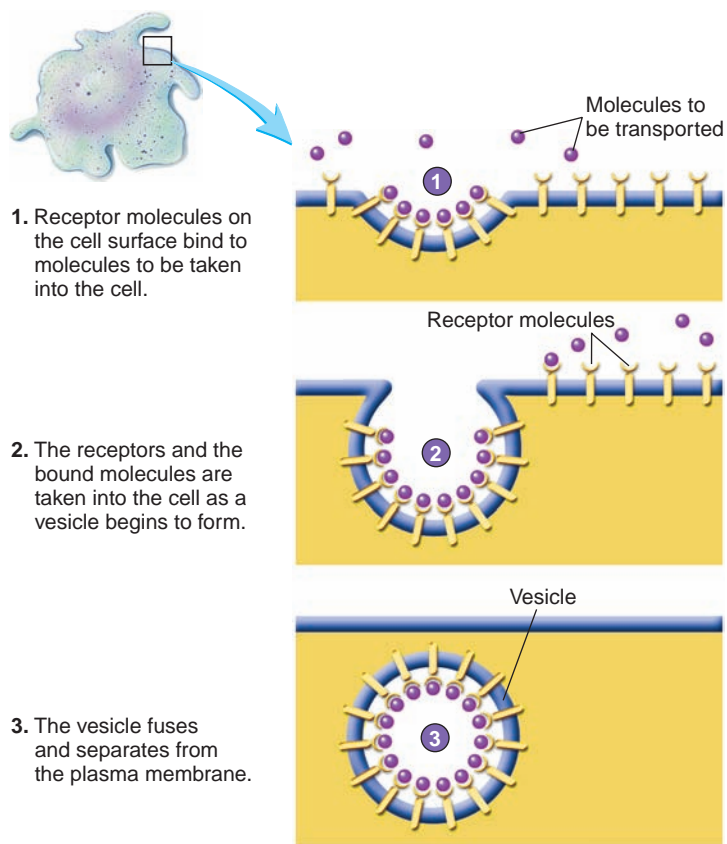 Molecules to
be transported
1
1. Receptor molecules on
the cell surface bind to
molecules to be taken
into the cell.
Receptor molecules
2
2. The receptors and the
bound molecules are
taken into the cell as a
vesicle begins to form.
Vesicle
3
3. The vesicle fuses
and separates from
the plasma membrane.